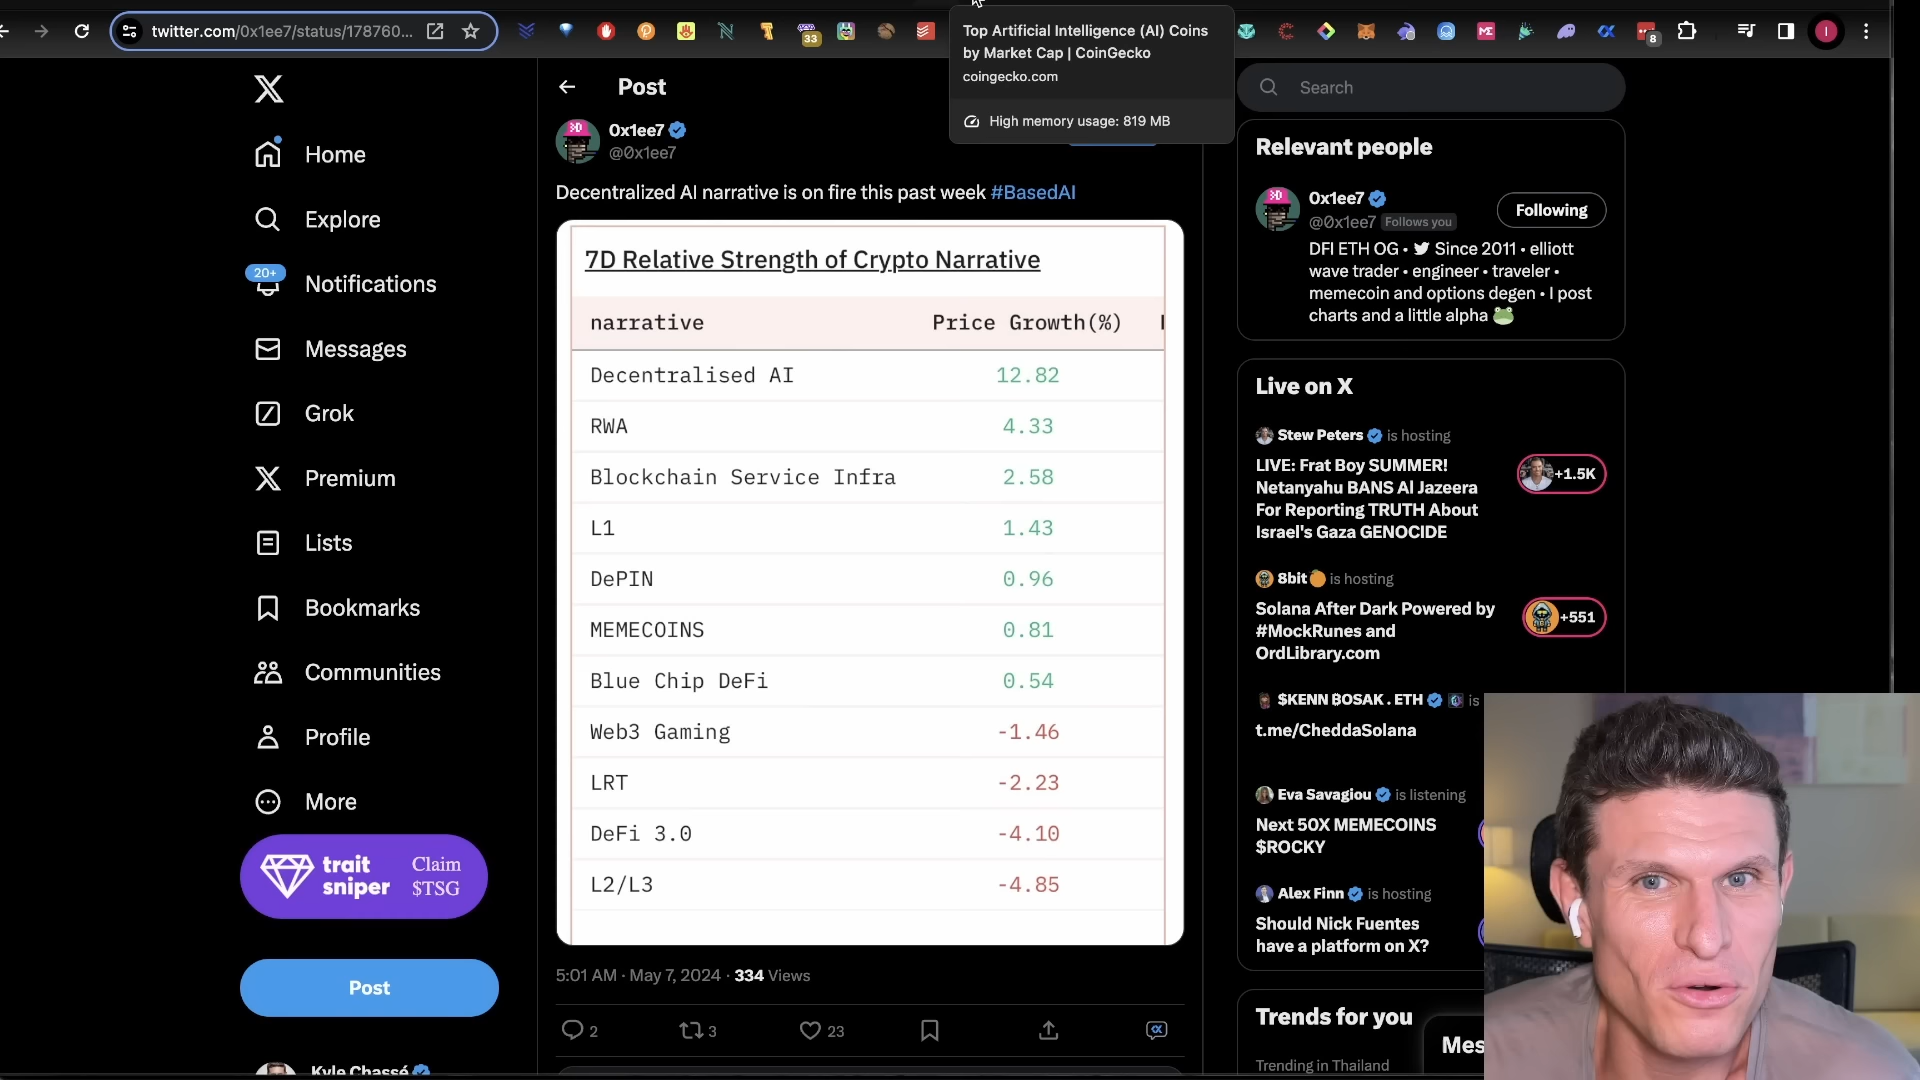 twitter.com/0x1ee7/status/178760...
33
8
I
Top Artificial Intelligence (AI) Coins
by Market Cap | CoinGecko
coingecko.com
High memory usage: 819 MB
Home
Explore
20+
Notifications
Messages
Grok
Premium
Lists
Bookmarks
Communities
Profile
More
trait
sniper
Claim
$TSG
Post
Kyle Chassé
Post
0x1ee7
@0x1ee7
Decentralized AI narrative is on fire this past week #BasedAI
7D Relative Strength of Crypto Narrative
narrative Price Growth(%)
Decentralised AI 12.82
RWA 4.33
Blockchain Service Infra 2.58
L1 1.43
DePIN 0.96
MEMECOINS 0.81
Blue Chip DeFi 0.54
Web3 Gaming -1.46
LRT -2.23
DeFi 3.0 -4.10
L2/L3 -4.85
5:01 AM · May 7, 2024 · 334 Views
2 3 23
Search
Relevant people
0x1ee7
@0x1ee7 Follows you
Following
DFI ETH OG • Since 2011 • elliott
wave trader • engineer • traveler •
memecoin and options degen • I post
charts and a little alpha
Live on X
Stew Peters is hosting
LIVE: Frat Boy SUMMER!
Netanyahu BANS Al Jazeera
For Reporting TRUTH About
Israel's Gaza GENOCIDE
+1.5K
8bit is hosting
Solana After Dark Powered by
#MockRunes and
OrdLibrary.com
+551
$KENN ₿OSAK . ETH is
t.me/CheddaSolana
Eva Savagiou is listening
Next 50X MEMECOINS
$ROCKY
Alex Finn is hosting
Should Nick Fuentes
have a platform on X?
Trends for you
Trending in Thailand
Mes